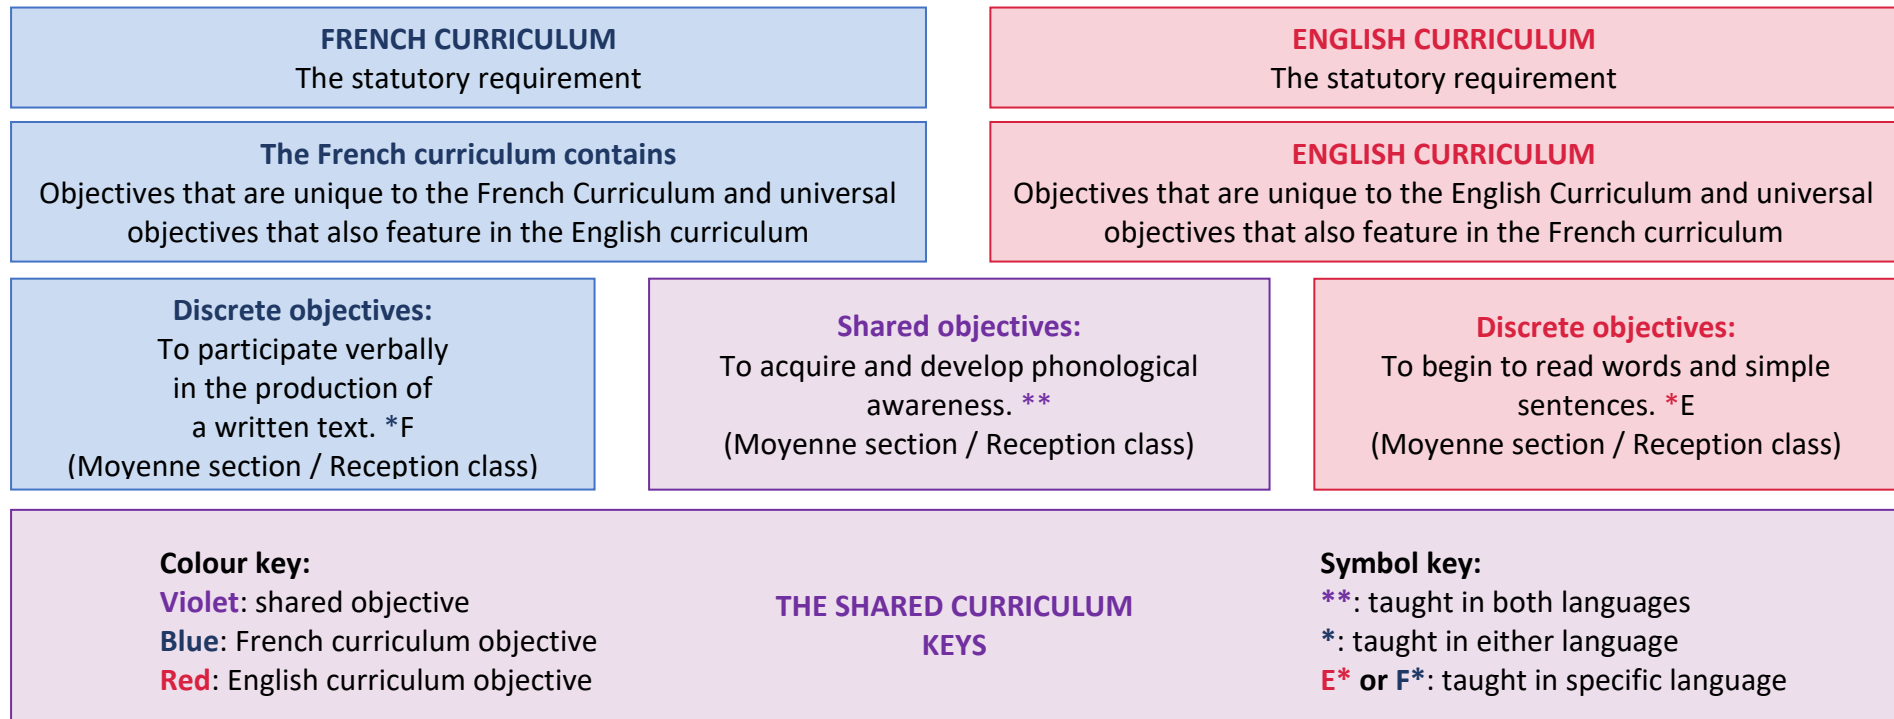 FRENCH CURRICULUM
The statutory requirement
ENGLISH CURRICULUM
The statutory requirement
The French curriculum contains
Objectives that are unique to the French Curriculum and universal
objectives that also feature in the English curriculum
ENGLISH CURRICULUM
Objectives that are unique to the English Curriculum and universal
objectives that also feature in the French curriculum
Discrete objectives:
To participate verbally
in the production of
a written text. *F
(Moyenne section / Reception class)
Shared objectives:
To acquire and develop phonological
awareness. **
(Moyenne section / Reception class)
Discrete objectives:
To begin to read words and simple
sentences. *E
(Moyenne section / Reception class)
Colour key:
Violet: shared objective
Blue: French curriculum objective
Red: English curriculum objective
THE SHARED CURRICULUM
KEYS
Symbol key:
**: taught in both languages
*: taught in either language
E* or F*: taught in specific language